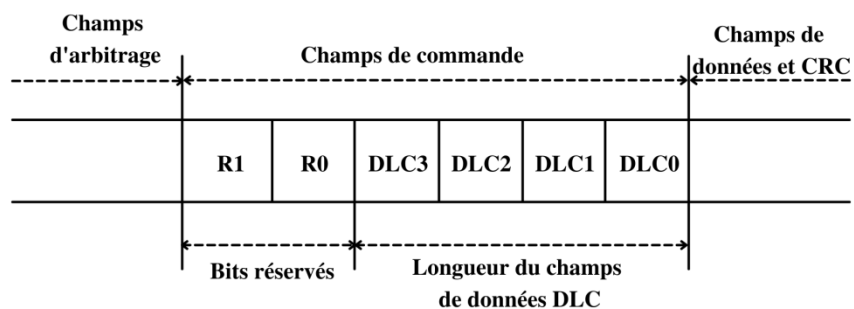 Champs
d'arbitrage
Champs de commande
Champs de
données et CRC
R1 R0 DLC3 DLC2 DLC1 DLC0
Bits réservés
Longueur du champs
de données DLC